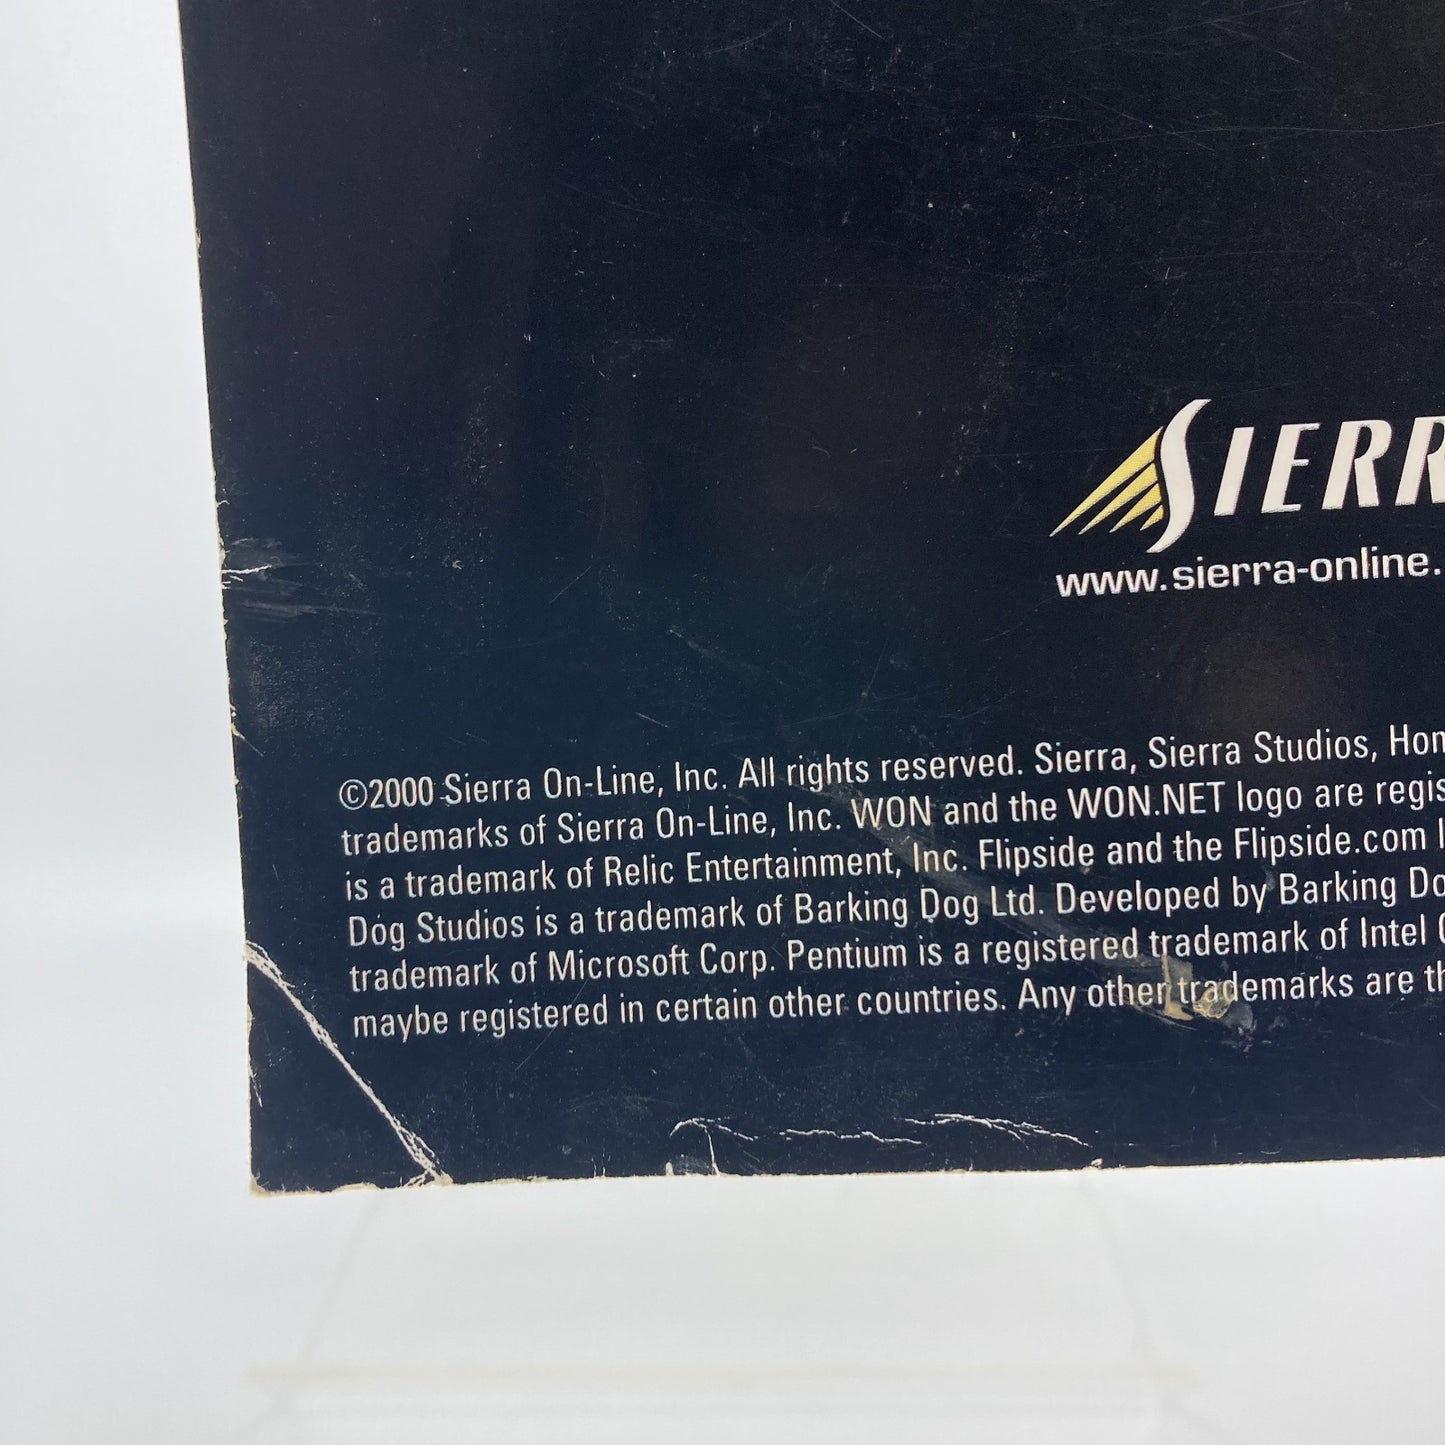 SIERR
www.sierra-online.
©2000 Sierra On-Line, Inc. All rights reserved. Sierra, Sierra Studios, Hom
trademarks of Sierra On-Line, Inc. WON and the WON.NET logo are regis
is a trademark of Relic Entertainment, Inc. Flipside and the Flipside.com l
Dog Studios is a trademark of Barking Dog Ltd. Developed by Barking Do
trademark of Microsoft Corp. Pentium is a registered trademark of Intel C
maybe registered in certain other countries. Any other trademarks are th